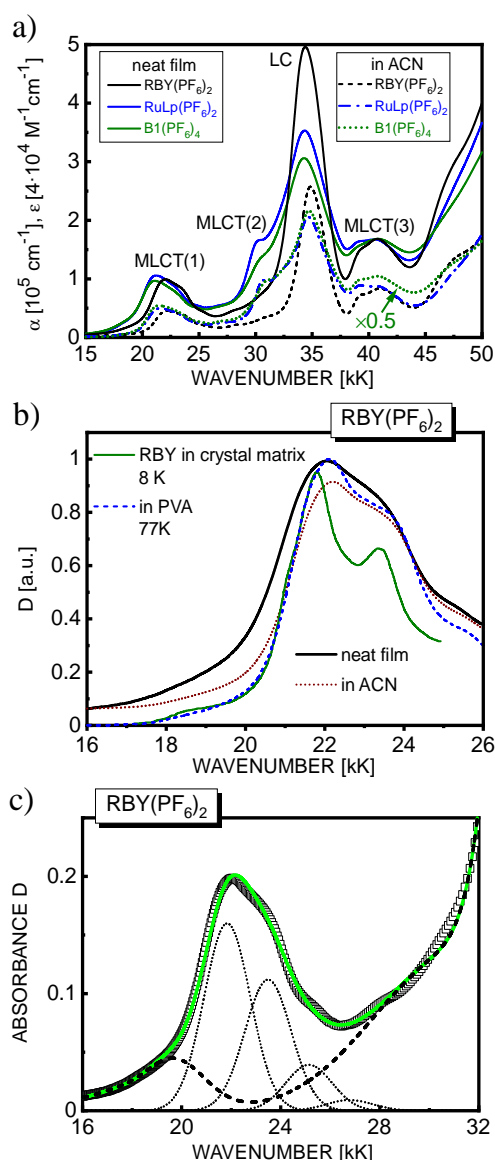 a)
α [10⁵ cm⁻¹], ε [4·10⁴ M⁻¹cm⁻¹]
5
4
3
2
1
0
neat film
RBY(PF₆)₂
RuLp(PF₆)₂
B1(PF₆)₄
LC
in ACN
RBY(PF₆)₂
RuLp(PF₆)₂
B1(PF₆)₄
MLCT(1)
MLCT(2)
MLCT(3)
×0.5
15 20 25 30 35 40 45 50
WAVENUMBER [kK]
b)
RBY(PF₆)₂
D [a.u.]
1
0.8
0.6
0.4
0.2
0
RBY in crystal matrix
8 K
in PVA
77K
neat film
in ACN
16 18 20 22 24 26
WAVENUMBER [kK]
c)
RBY(PF₆)₂
ABSORBANCE D
0.2
0.1
0
16 20 24 28 32
WAVENUMBER [kK]